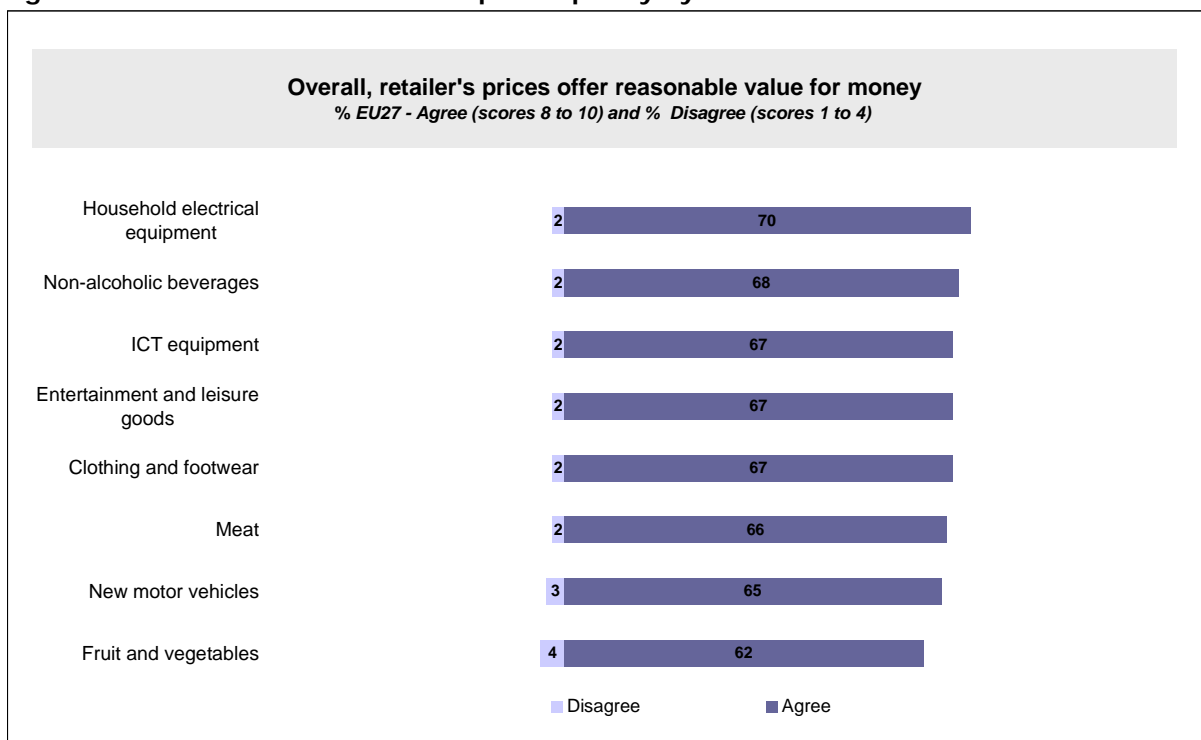 Overall, retailer's prices offer reasonable value for money
% EU27 - Agree (scores 8 to 10) and % Disagree (scores 1 to 4)
Household electrical
equipment
2
70
Non-alcoholic beverages
2
68
ICT equipment
2
67
Entertainment and leisure
goods
2
67
Clothing and footwear
2
67
Meat
2
66
New motor vehicles
3
65
Fruit and vegetables
4
62
Disagree
Agree